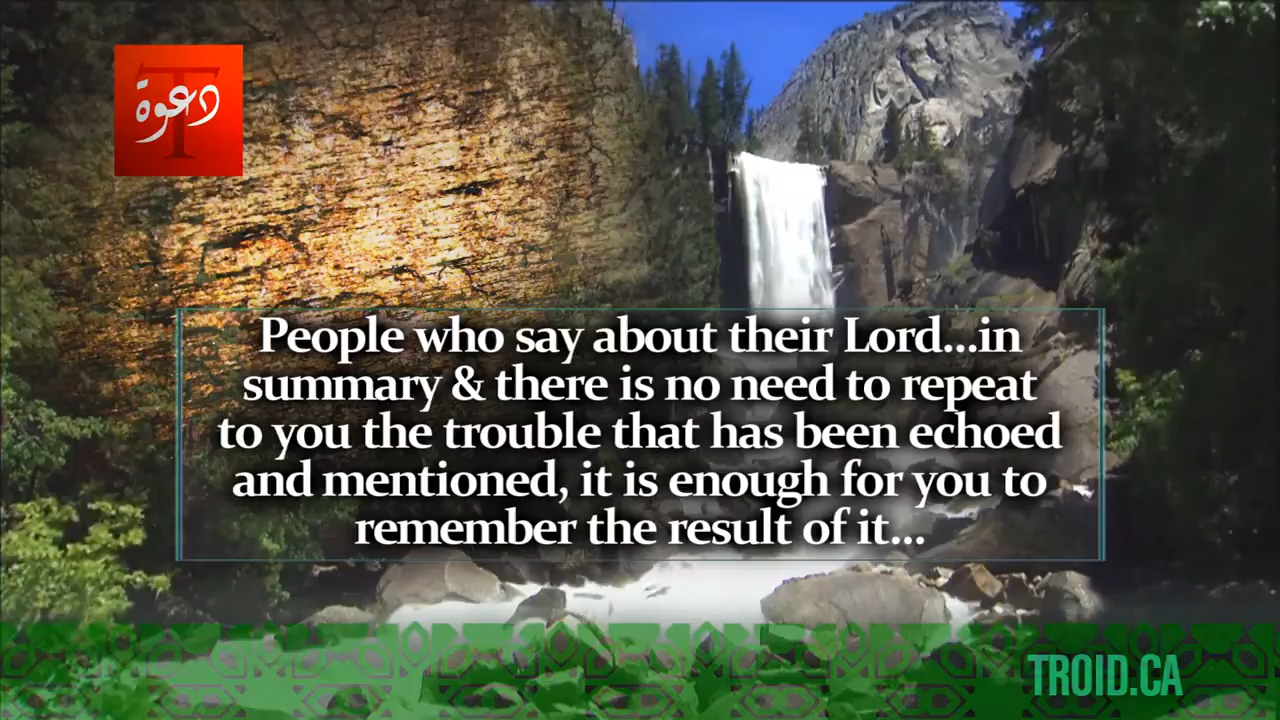 T
دعوة
People who say about their Lord...in
summary & there is no need to repeat
to you the trouble that has been echoed
and mentioned, it is enough for you to
remember the result of it...
TROID.CA